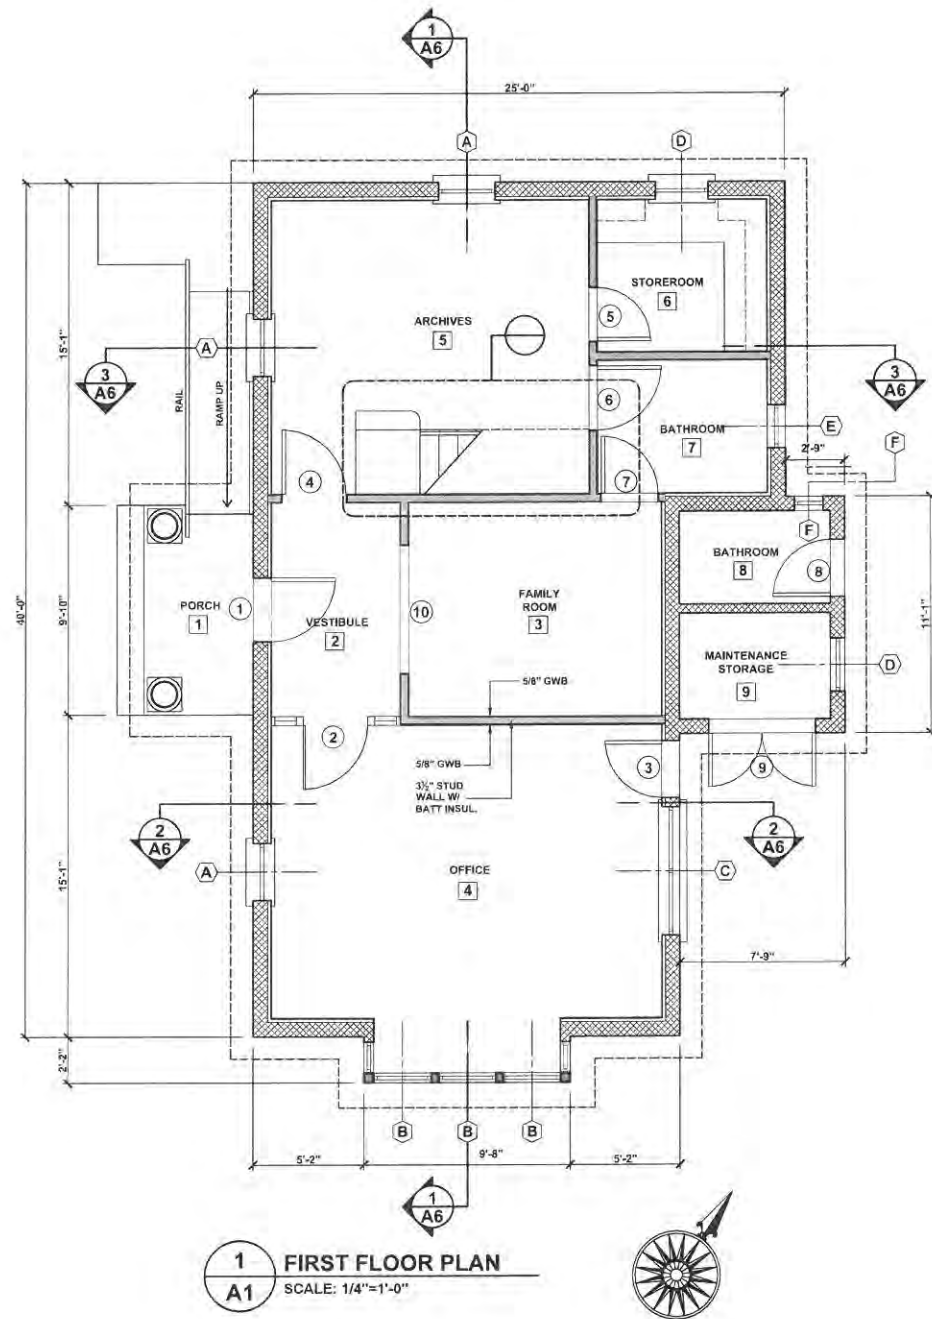 1
A6
25'-0"
A
D
STOREROOM
6
ARCHIVES
5
5
15'-1"
A
3
A6
3
A6
RAIL
RAMP UP
6
BATHROOM
7
E
F
2'-9"
4
7
F
BATHROOM
8
8
40'-0"
9'-10"
11'-1"
PORCH
1
1
VESTIBULE
2
10
FAMILY
ROOM
3
MAINTENANCE
STORAGE
9
D
5/8" GWB
2
3
9
5/8" GWB
3½" STUD
WALL W/
BATT INSUL.
2
A6
2
A6
15'-1"
A
OFFICE
4
C
7'-9"
2'-2"
B
B
B
5'-2"
9'-8"
5'-2"
1
A6
1
A1
FIRST FLOOR PLAN
SCALE: 1/4"=1'-0"